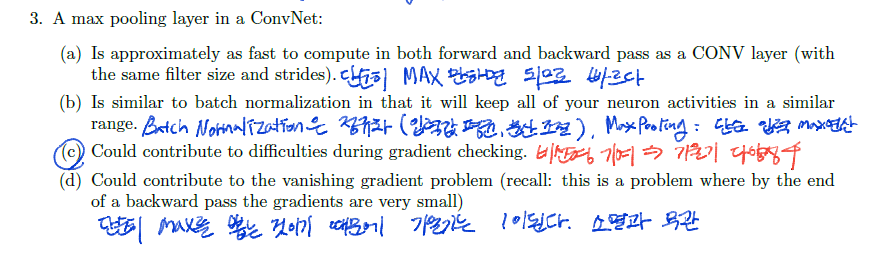 3. A max pooling layer in a ConvNet:
(a) Is approximately as fast to compute in both forward and backward pass as a CONV layer (with
the same filter size and strides). 단순히 MAX 만하면 되므로 빠르다
(b) Is similar to batch normalization in that it will keep all of your neuron activities in a similar
range. Batch Normalization은 정규화 (입력값 평균, 분산 조절), Max Pooling : 단순 입력 max연산
(c) Could contribute to difficulties during gradient checking. 비선형성 기여 ⇒ 기울기 다양성
(d) Could contribute to the vanishing gradient problem (recall: this is a problem where by the end
of a backward pass the gradients are very small)
단순히 max를 뽑는 것이기 때문에 기울기는 1이된다. 소멸과 무관